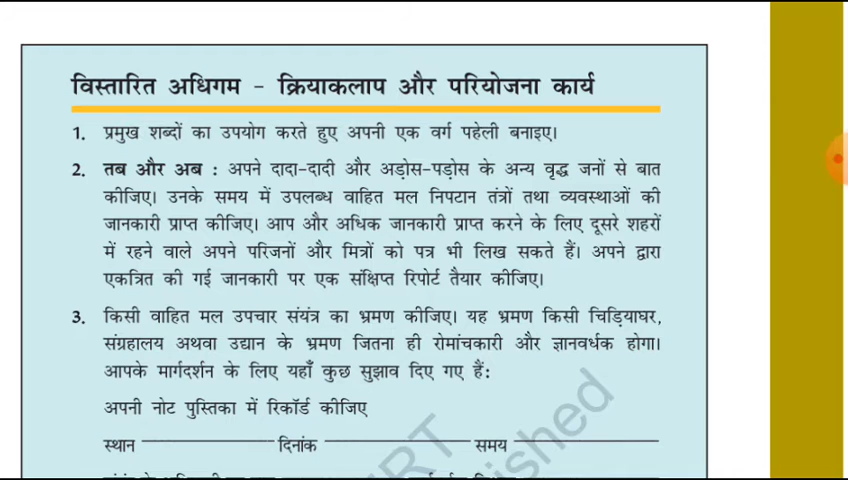 विस्तारित अधिगम - क्रियाकलाप और परियोजना कार्य
1. प्रमुख शब्दों का उपयोग करते हुए अपनी एक वर्ग पहेली बनाइए।
2. तब और अब : अपने दादा-दादी और अड़ोस-पड़ोस के अन्य वृद्ध जनों से बात
कीजिए। उनके समय में उपलब्ध वाहित मल निपटान तंत्रों तथा व्यवस्थाओं की
जानकारी प्राप्त कीजिए। आप और अधिक जानकारी प्राप्त करने के लिए दूसरे शहरों
में रहने वाले अपने परिजनों और मित्रों को पत्र भी लिख सकते हैं। अपने द्वारा
एकत्रित की गई जानकारी पर एक संक्षिप्त रिपोर्ट तैयार कीजिए।
3. किसी वाहित मल उपचार संयंत्र का भ्रमण कीजिए। यह भ्रमण किसी चिड़ियाघर,
संग्रहालय अथवा उद्यान के भ्रमण जितना ही रोमांचकारी और ज्ञानवर्धक होगा।
आपके मार्गदर्शन के लिए यहाँ कुछ सुझाव दिए गए हैं:
अपनी नोट पुस्तिका में रिकॉर्ड कीजिए
स्थान दिनांक समय